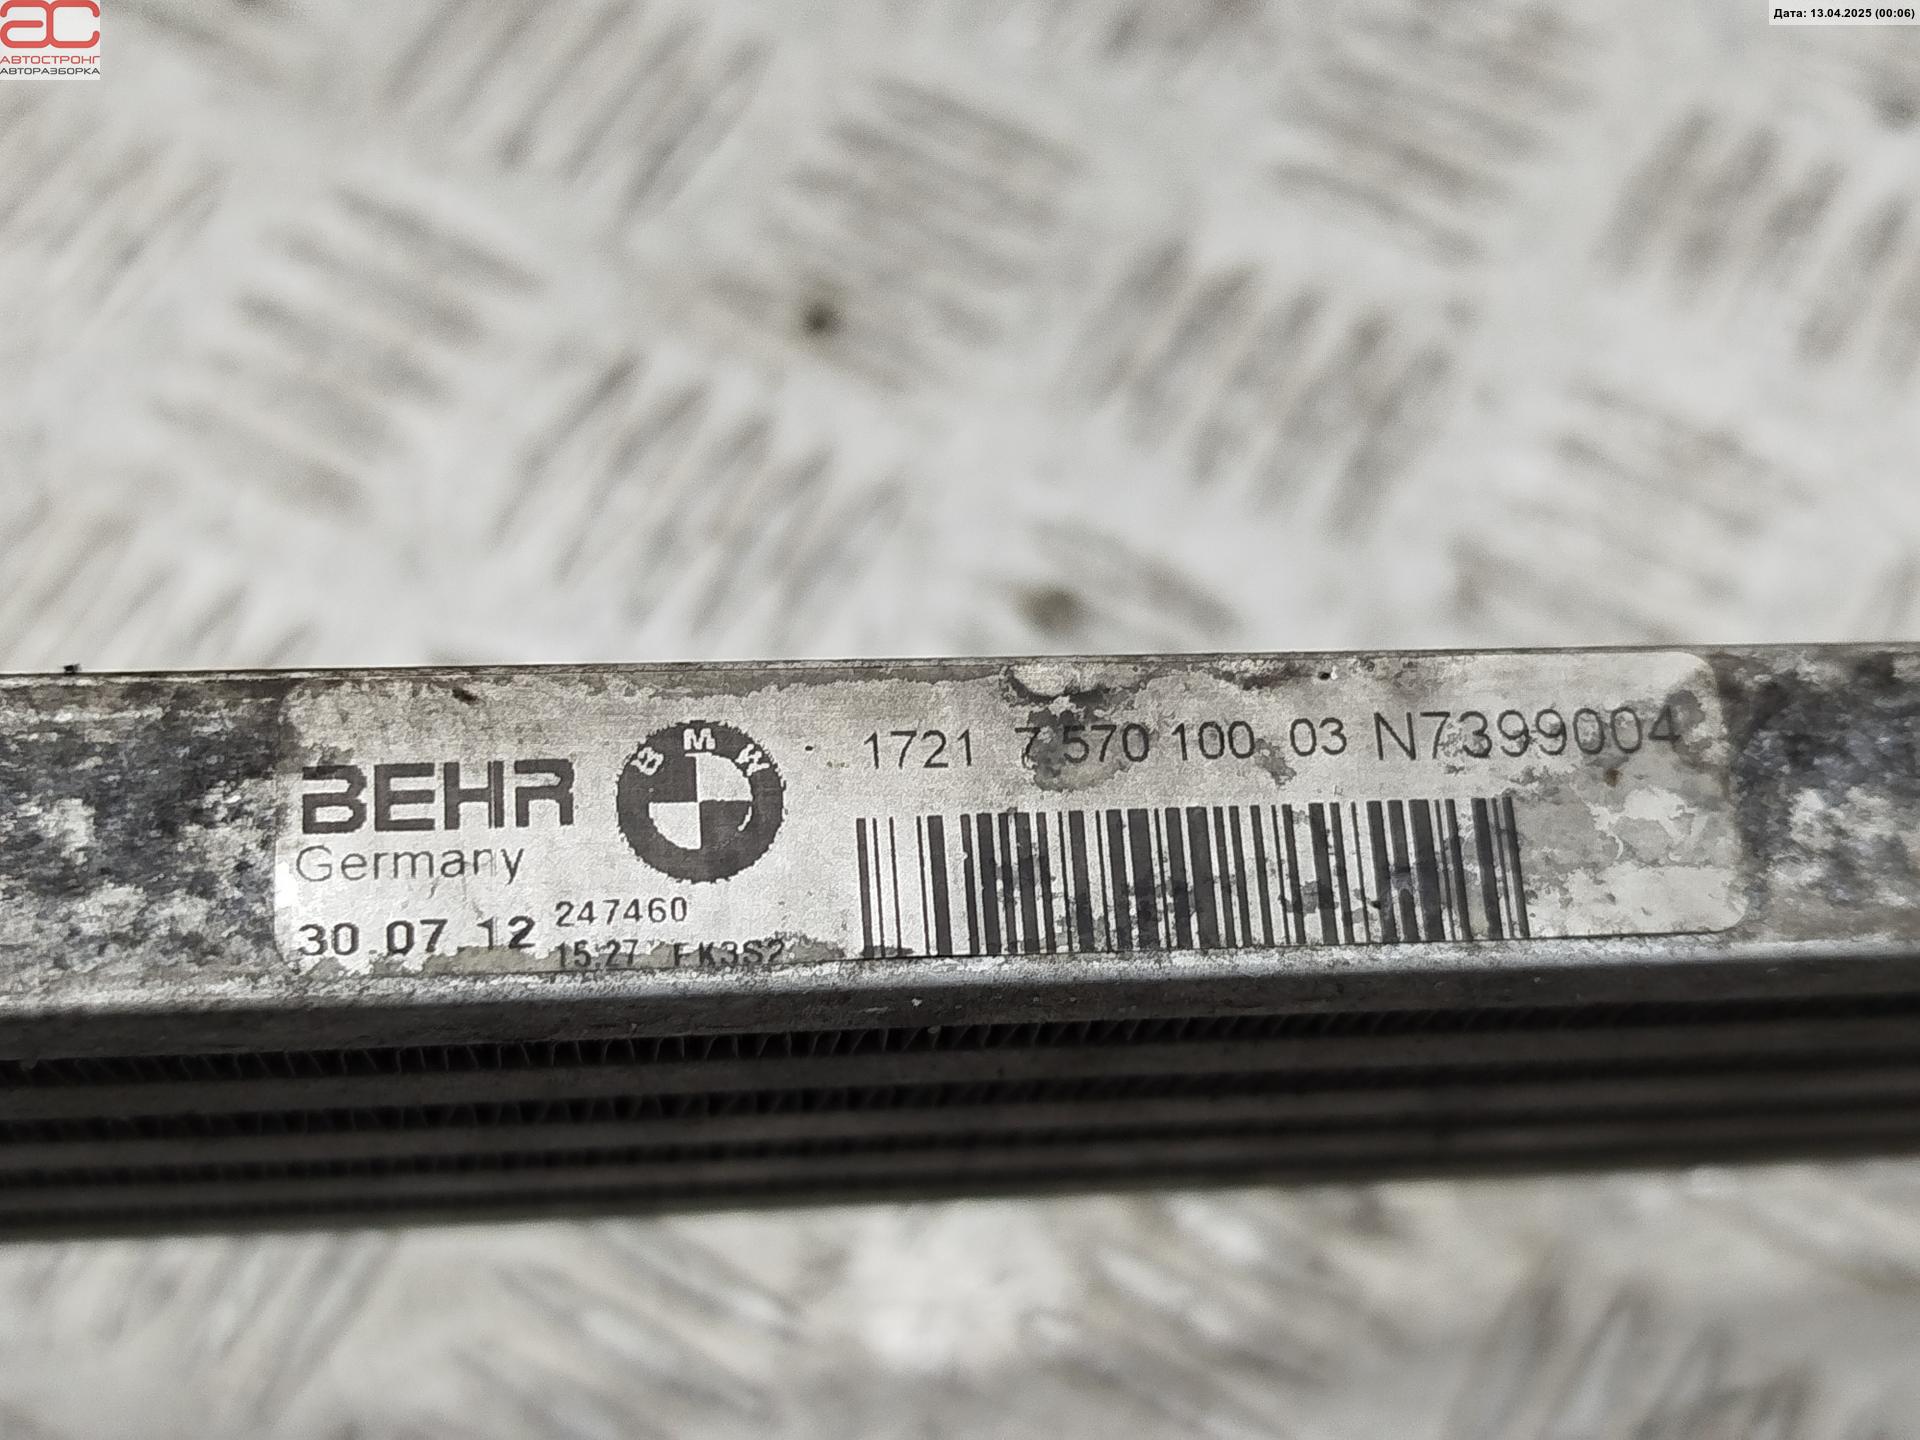 АВТОСТРОНГ
АВТОРАЗБОРКА
Дата: 13.04.2025 (00:06)
BEHR
Germany
BMW
1721 7 570 100 03 N7399004
30.07.12
247460
15.27 FK3S2